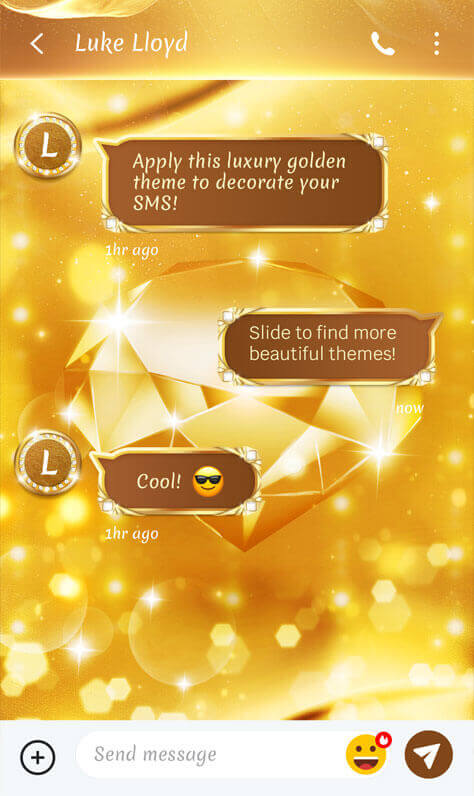 Luke Lloyd
L
Apply this luxury golden
theme to decorate your
SMS!
1hr ago
Slide to find more
beautiful themes!
now
L
Cool! 😎
1hr ago
Send message